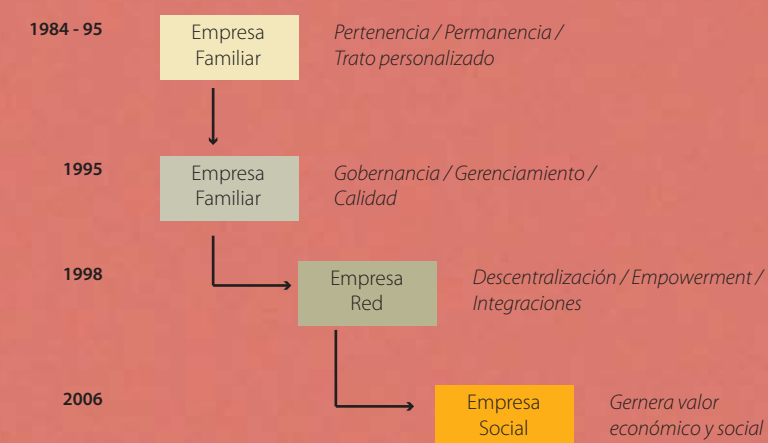 1984 - 95
Empresa
Familiar
Pertenencia / Permanencia /
Trato personalizado
1995
Empresa
Familiar
Gobernancia / Gerenciamiento /
Calidad
1998
Empresa
Red
Descentralización / Empowerment /
Integraciones
2006
Empresa
Social
Gernera valor
económico y social